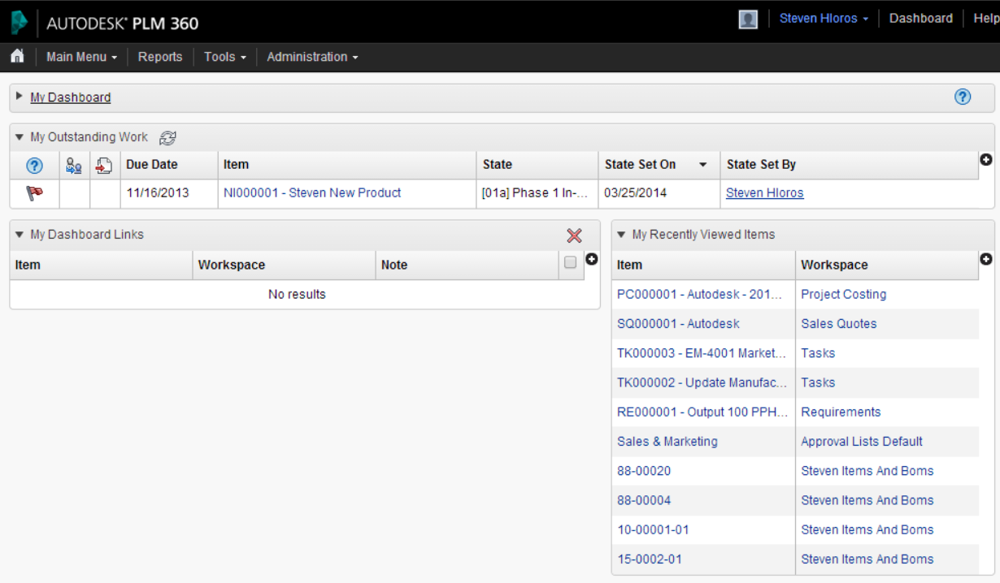 AUTODESK® PLM 360
Steven Hloros
Dashboard
Help
Main Menu
Reports
Tools
Administration
My Dashboard
?
My Outstanding Work
? Due Date Item State State Set On State Set By
11/16/2013 NI000001 - Steven New Product [01a] Phase 1 In-... 03/25/2014 Steven Hloros
My Dashboard Links
Item Workspace Note
No results
My Recently Viewed Items
Item Workspace
PC000001 - Autodesk - 201... Project Costing
SQ000001 - Autodesk Sales Quotes
TK000003 - EM-4001 Market... Tasks
TK000002 - Update Manufac... Tasks
RE000001 - Output 100 PPH... Requirements
Sales & Marketing Approval Lists Default
88-00020 Steven Items And Boms
88-00004 Steven Items And Boms
10-00001-01 Steven Items And Boms
15-0002-01 Steven Items And Boms